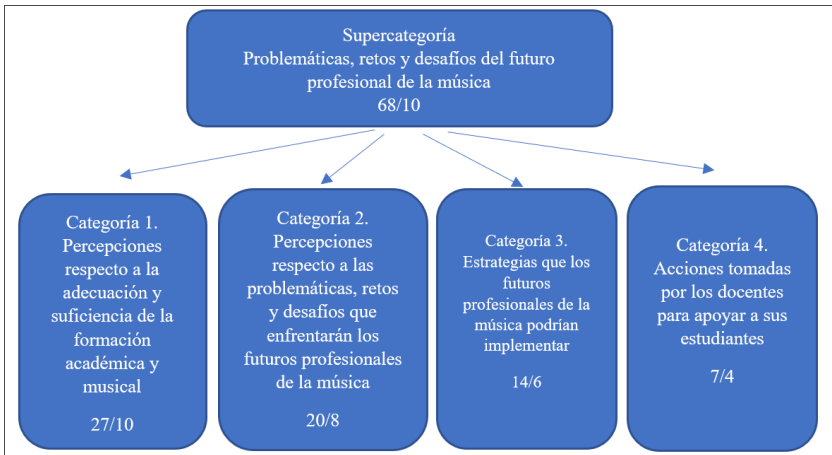 Supercategoría
Problemáticas, retos y desafíos del futuro
profesional de la música
68/10
Categoría 1.
Percepciones
respecto a la
adecuación y
suficiencia de la
formación
académica y
musical
27/10
Categoría 2.
Percepciones
respecto a las
problemáticas, retos
y desafíos que
enfrentarán los
futuros profesionales
de la música
20/8
Categoría 3.
Estrategias que los
futuros
profesionales de la
música podrían
implementar
14/6
Categoría 4.
Acciones tomadas
por los docentes
para apoyar a sus
estudiantes
7/4